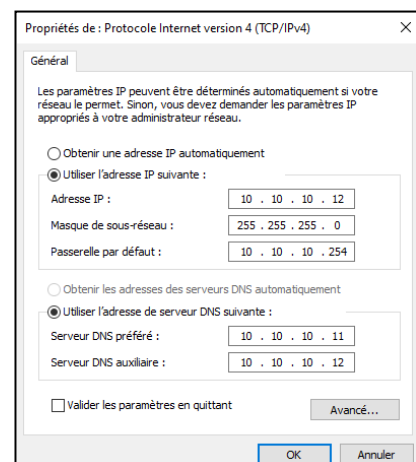 Propriétés de : Protocole Internet version 4 (TCP/IPv4)
Général
Les paramètres IP peuvent être déterminés automatiquement si votre
réseau le permet. Sinon, vous devez demander les paramètres IP
appropriés à votre administrateur réseau.
Obtenir une adresse IP automatiquement
Utiliser l'adresse IP suivante :
Adresse IP : 10 . 10 . 10 . 12
Masque de sous-réseau : 255 . 255 . 255 . 0
Passerelle par défaut : 10 . 10 . 10 . 254
Obtenir les adresses des serveurs DNS automatiquement
Utiliser l'adresse de serveur DNS suivante :
Serveur DNS préféré : 10 . 10 . 10 . 11
Serveur DNS auxiliaire : 10 . 10 . 10 . 12
Valider les paramètres en quittant
Avancé...
OK Annuler